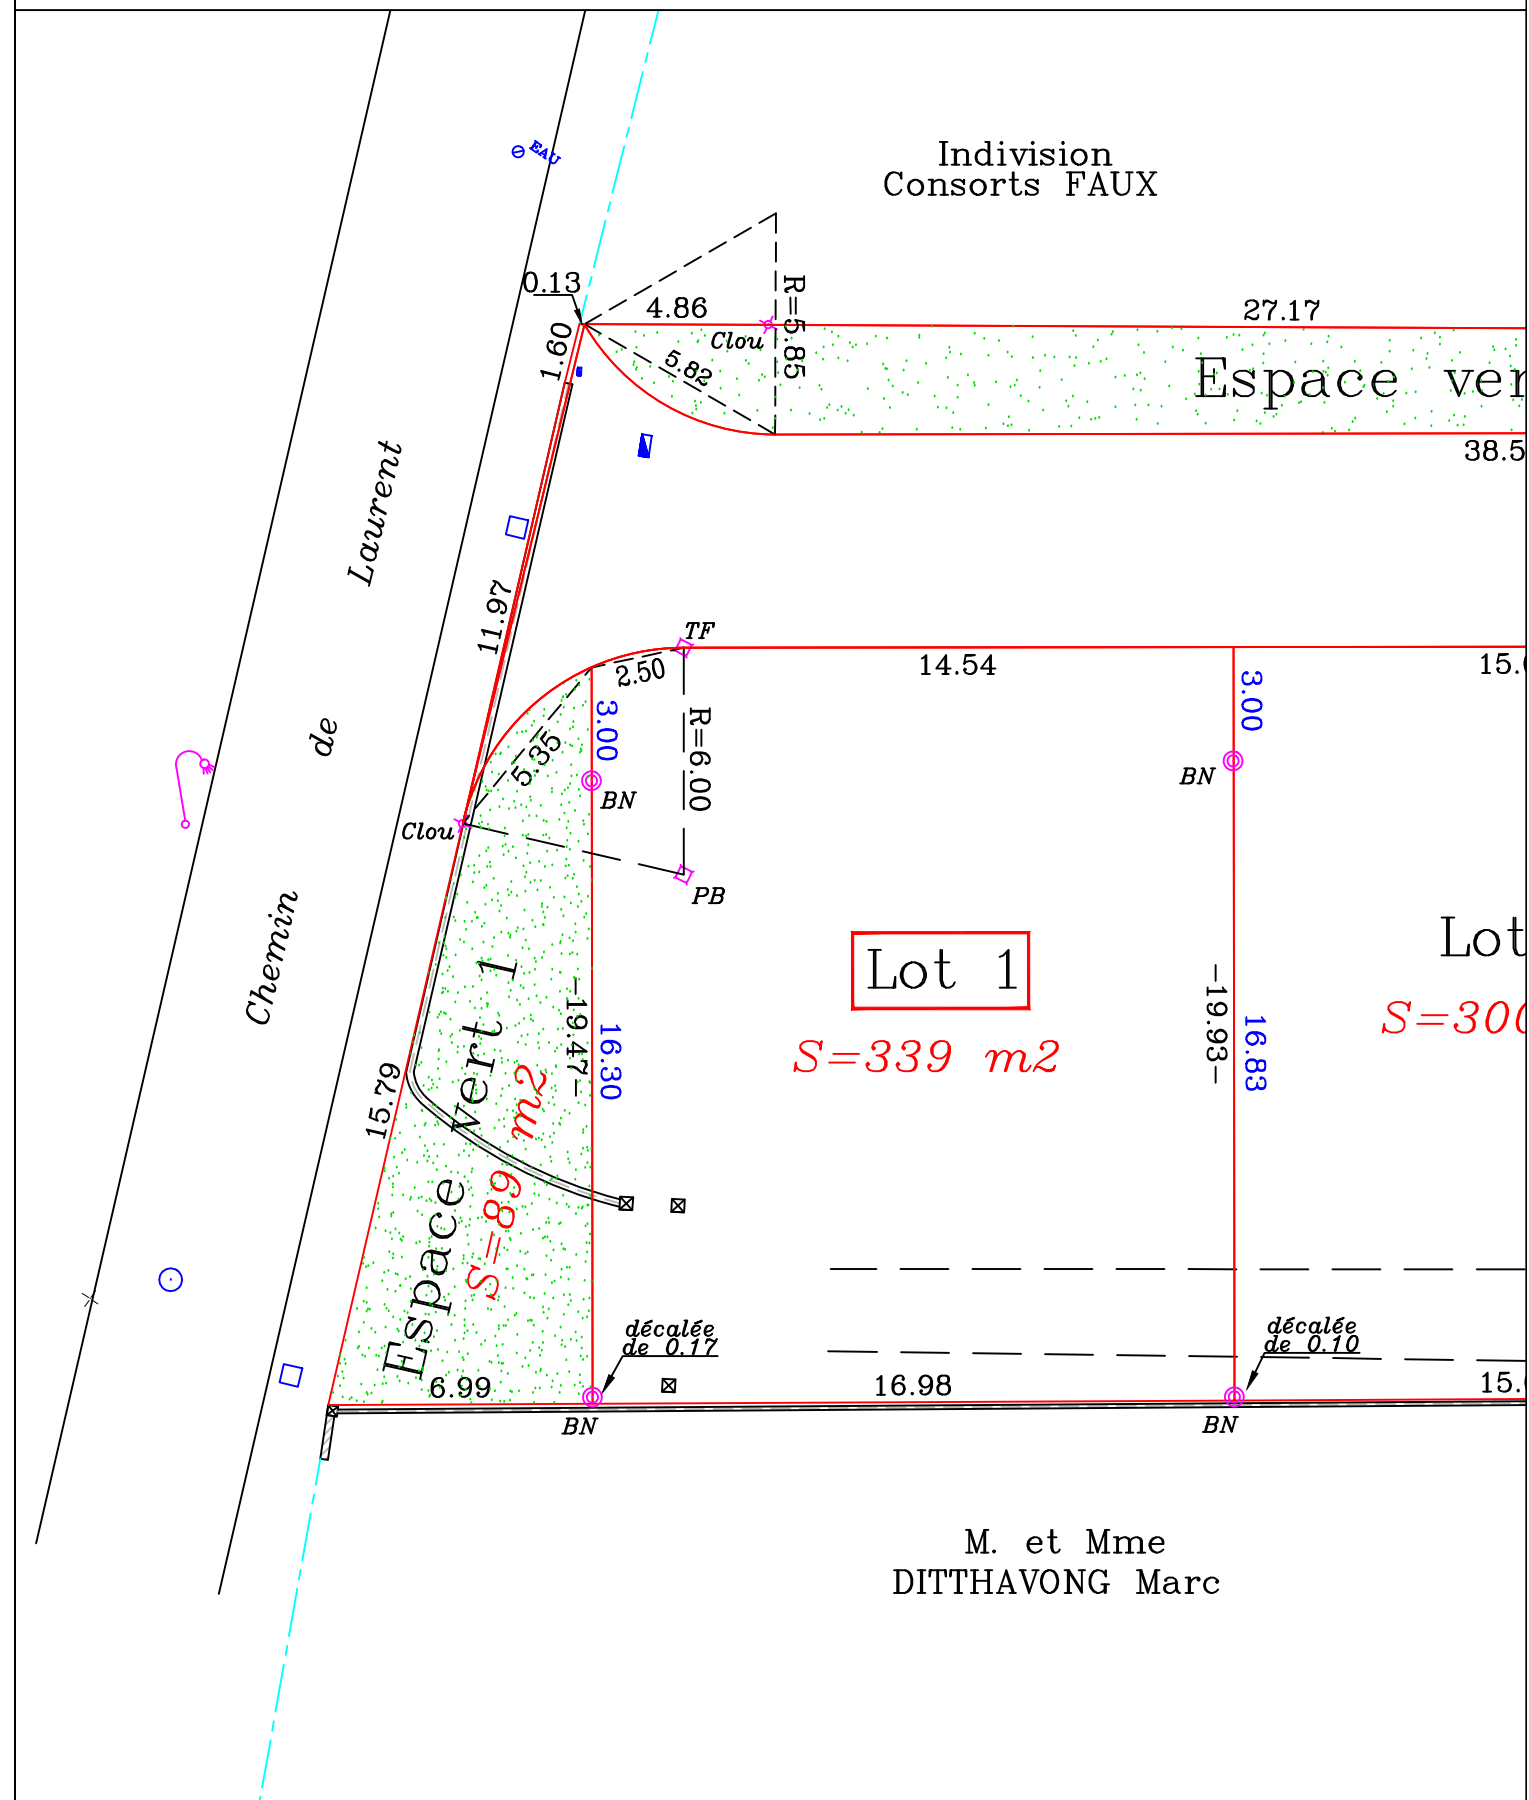 EAU
Indivision
Consorts FAUX
0.13
4.86
27.17
R=5.85
1.60
Clou
5.82
Espace ver
38.5
Laurent
11.97
TF
2.50
14.54
15.0
3.00
3.00
R=6.00
5.35
de
BN
BN
Clou
PB
Chemin
Lot 1
Lot
S=339 m2
S=300
-19.47-
16.30
-19.93-
16.83
15.79
Espace vert 1
S=89 m2
décalée
de 0.17
décalée
de 0.10
6.99
16.98
15.0
BN
BN
M. et Mme
DITTHAVONG Marc